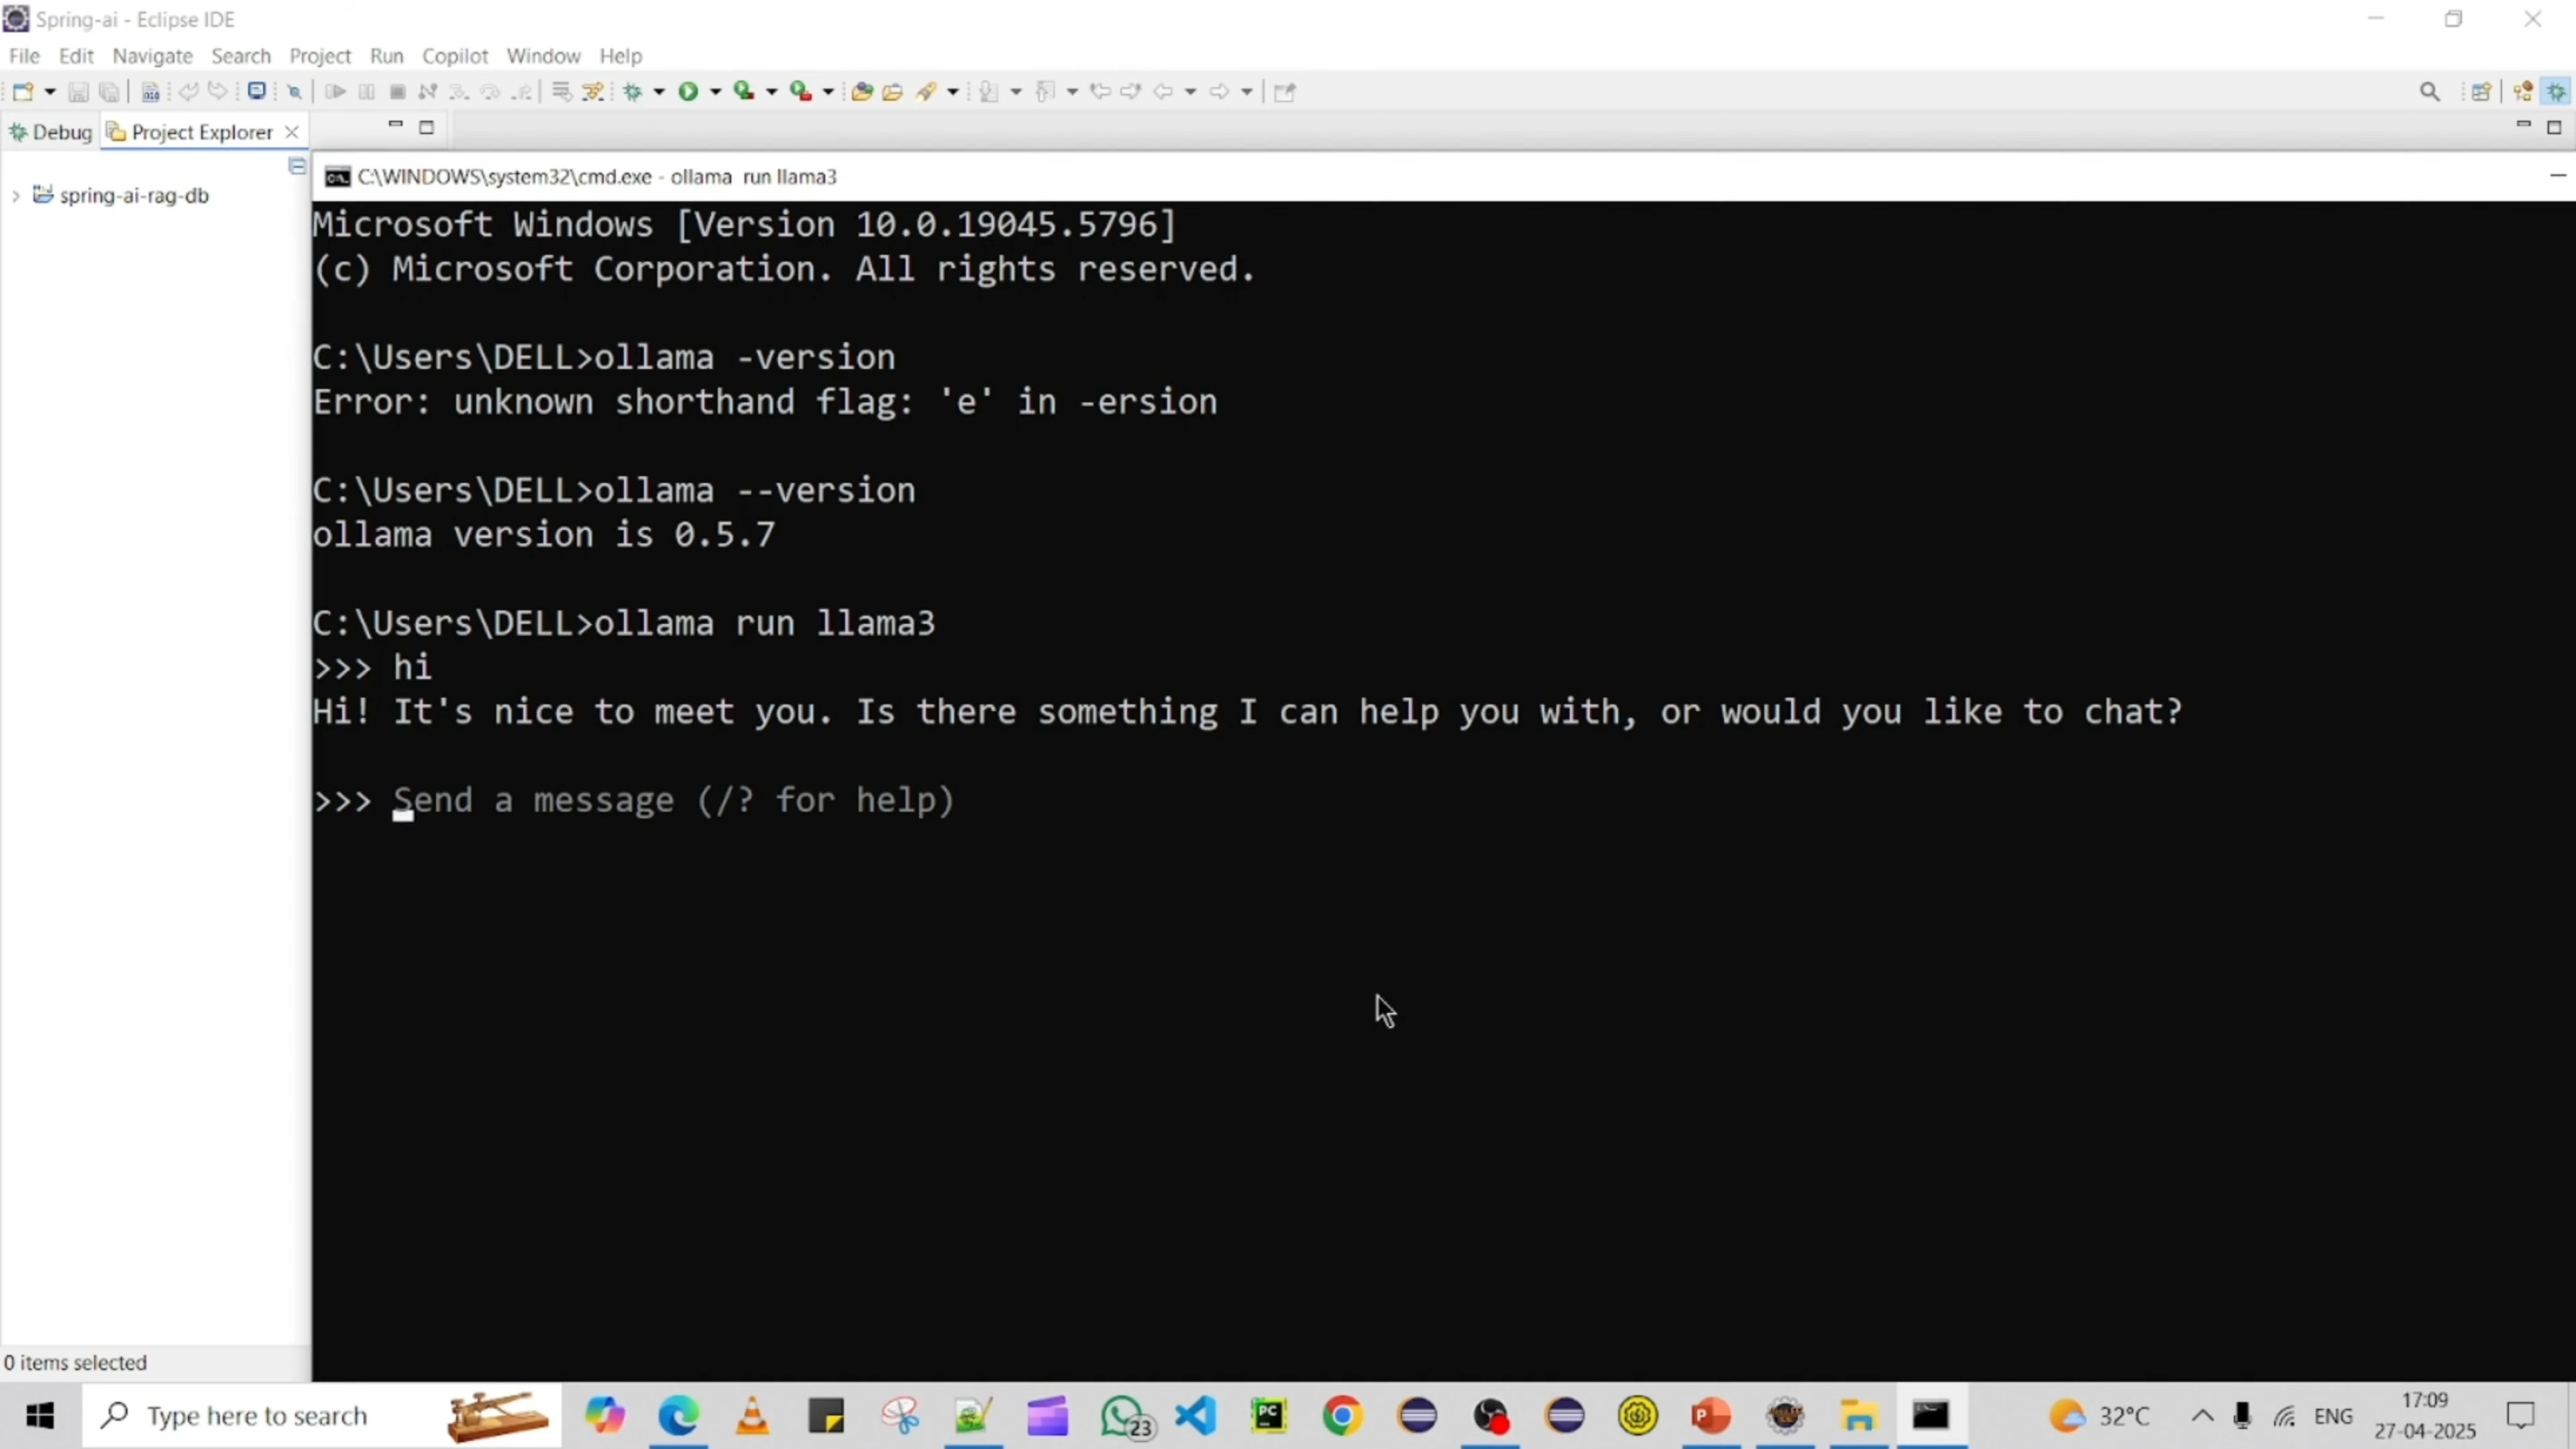 Spring-ai - Eclipse IDE
File Edit Navigate Search Project Run Copilot Window Help
Debug Project Explorer
spring-ai-rag-db
C:\WINDOWS\system32\cmd.exe - ollama run llama3
Microsoft Windows [Version 10.0.19045.5796]
(c) Microsoft Corporation. All rights reserved.
C:\Users\DELL>ollama -version
Error: unknown shorthand flag: 'e' in -ersion
C:\Users\DELL>ollama --version
ollama version is 0.5.7
C:\Users\DELL>ollama run llama3
>>> hi
Hi! It's nice to meet you. Is there something I can help you with, or would you like to chat?
>>> Send a message (/? for help)
0 items selected
Type here to search
23
PC
P
32°C
ENG
17:09
27-04-2025